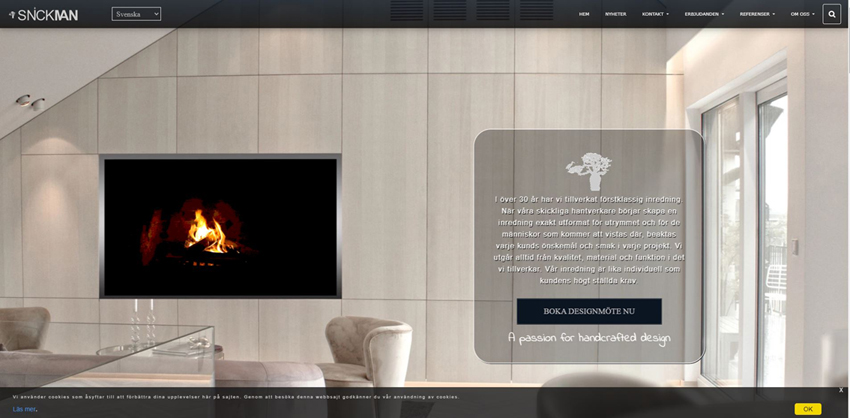 SNICKMAN
Svenska
HEM NYHETER KONTAKT ERBJUDANDEN REFERENSER OM OSS
I över 30 år har vi tillverkat förstklassig inredning.
När våra skickliga hantverkare börjar skapa en
inredning exakt utformat för utrymmet och för de
människor som kommer att vistas där, beaktas
varje kunds önskemål och smak i varje projekt. Vi
utgår alltid från kvalitet, material och funktion i det
vi tillverkar. Vår inredning är lika individuell som
kundens högt ställda krav.
BOKA DESIGNMÖTE NU
A passion for handcrafted design
X
Vi använder cookies som åsyftar till att förbättra dina upplevelser här på sajten. Genom att besöka denna webbsajt godkänner du vår användning av cookies.
Läs mer.
OK